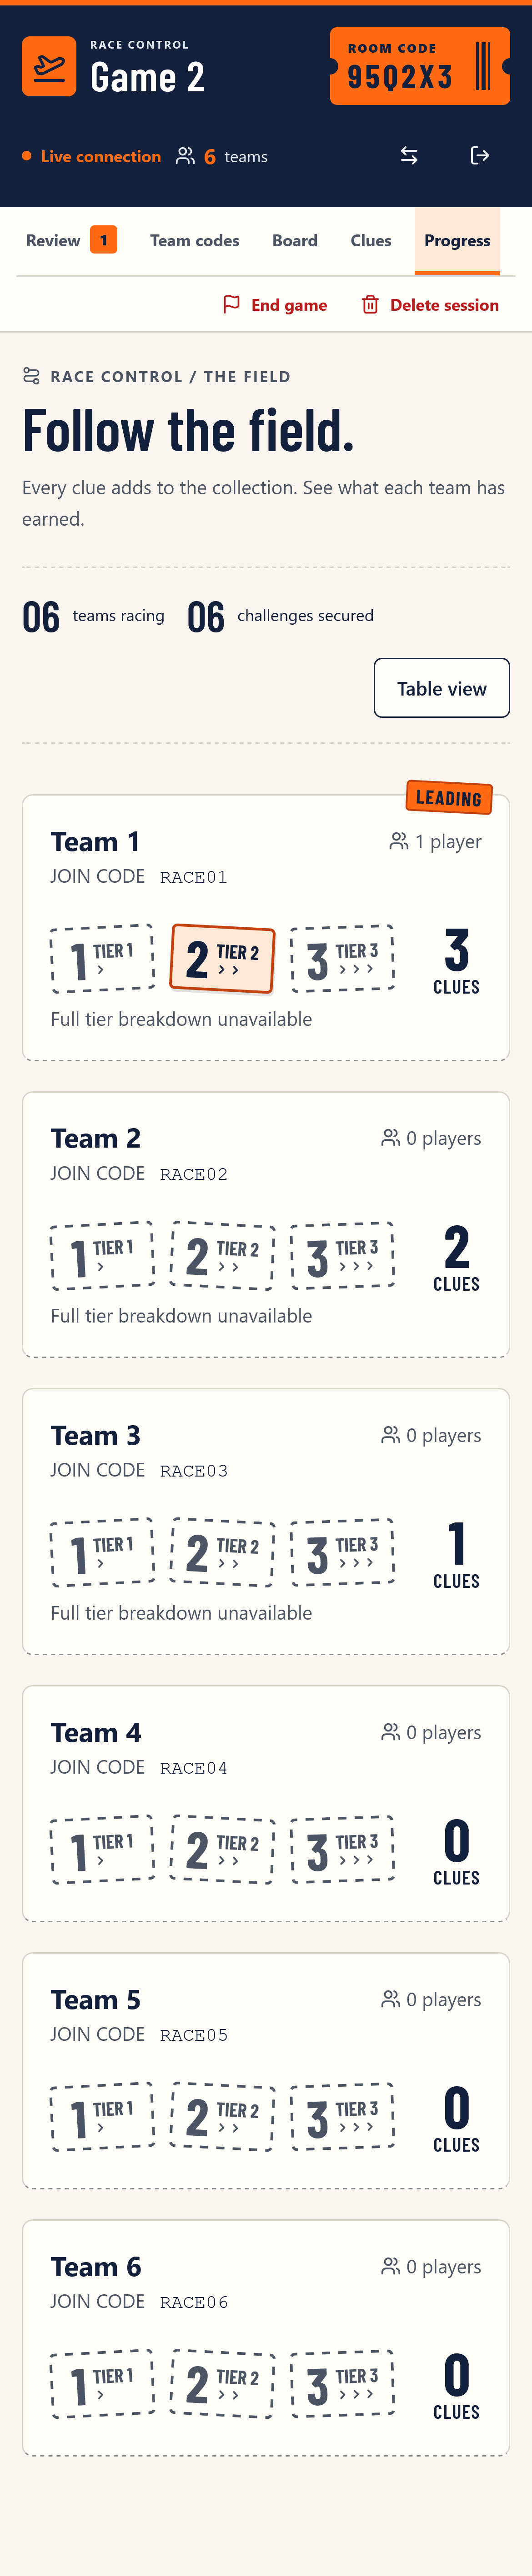 RACE CONTROL
Game 2
ROOM CODE
95Q2X3
Live connection 6 teams
Review 1 Team codes Board Clues Progress
End game Delete session
RACE CONTROL / THE FIELD
Follow the field.
Every clue adds to the collection. See what each team has
earned.
06 teams racing 06 challenges secured
Table view
LEADING
Team 1 1 player
JOIN CODE RACE01
1 TIER 1 › 2 TIER 2 › › 3 TIER 3 › › › 3 CLUES
Full tier breakdown unavailable
Team 2 0 players
JOIN CODE RACE02
1 TIER 1 › 2 TIER 2 › › 3 TIER 3 › › › 2 CLUES
Full tier breakdown unavailable
Team 3 0 players
JOIN CODE RACE03
1 TIER 1 › 2 TIER 2 › › 3 TIER 3 › › › 1 CLUES
Full tier breakdown unavailable
Team 4 0 players
JOIN CODE RACE04
1 TIER 1 › 2 TIER 2 › › 3 TIER 3 › › › 0 CLUES
Team 5 0 players
JOIN CODE RACE05
1 TIER 1 › 2 TIER 2 › › 3 TIER 3 › › › 0 CLUES
Team 6 0 players
JOIN CODE RACE06
1 TIER 1 › 2 TIER 2 › › 3 TIER 3 › › › 0 CLUES